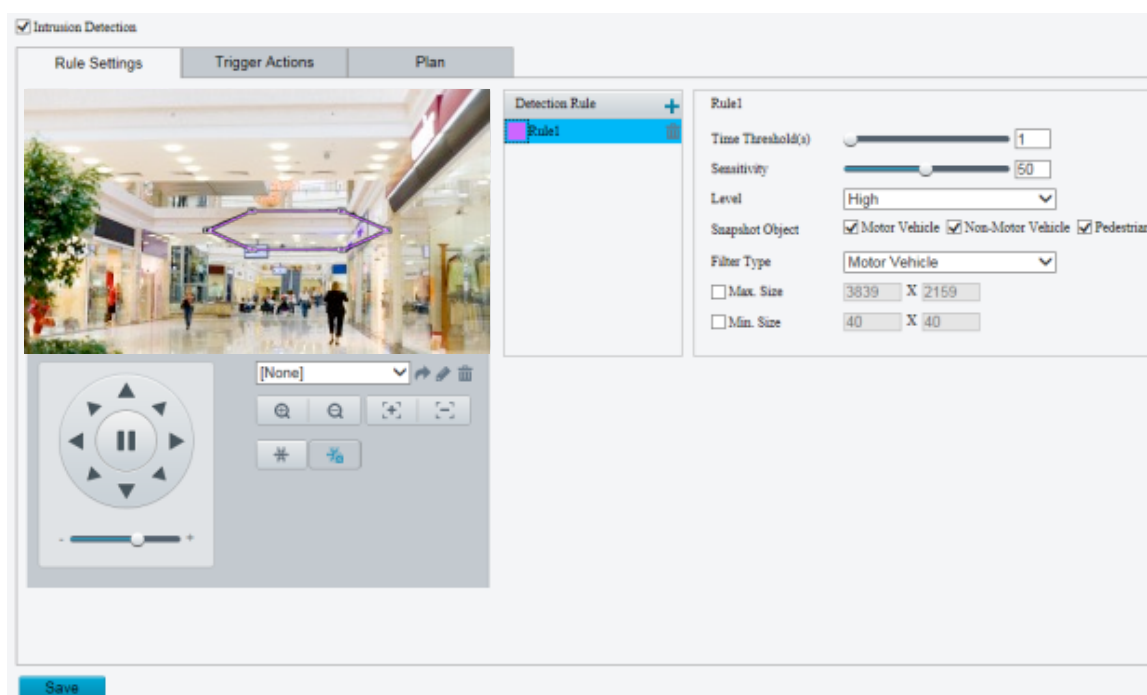 Intrusion Detection
Rule Settings
Trigger Actions
Plan
Detection Rule
Rule1
Rule1
Time Threshold(s)
1
Sensitivity
50
Level
High
Snapshot Object
Motor Vehicle
Non-Motor Vehicle
Pedestrian
Filter Type
Motor Vehicle
Max. Size
3839 X 2159
Min. Size
40 X 40
[None]
- +
Save